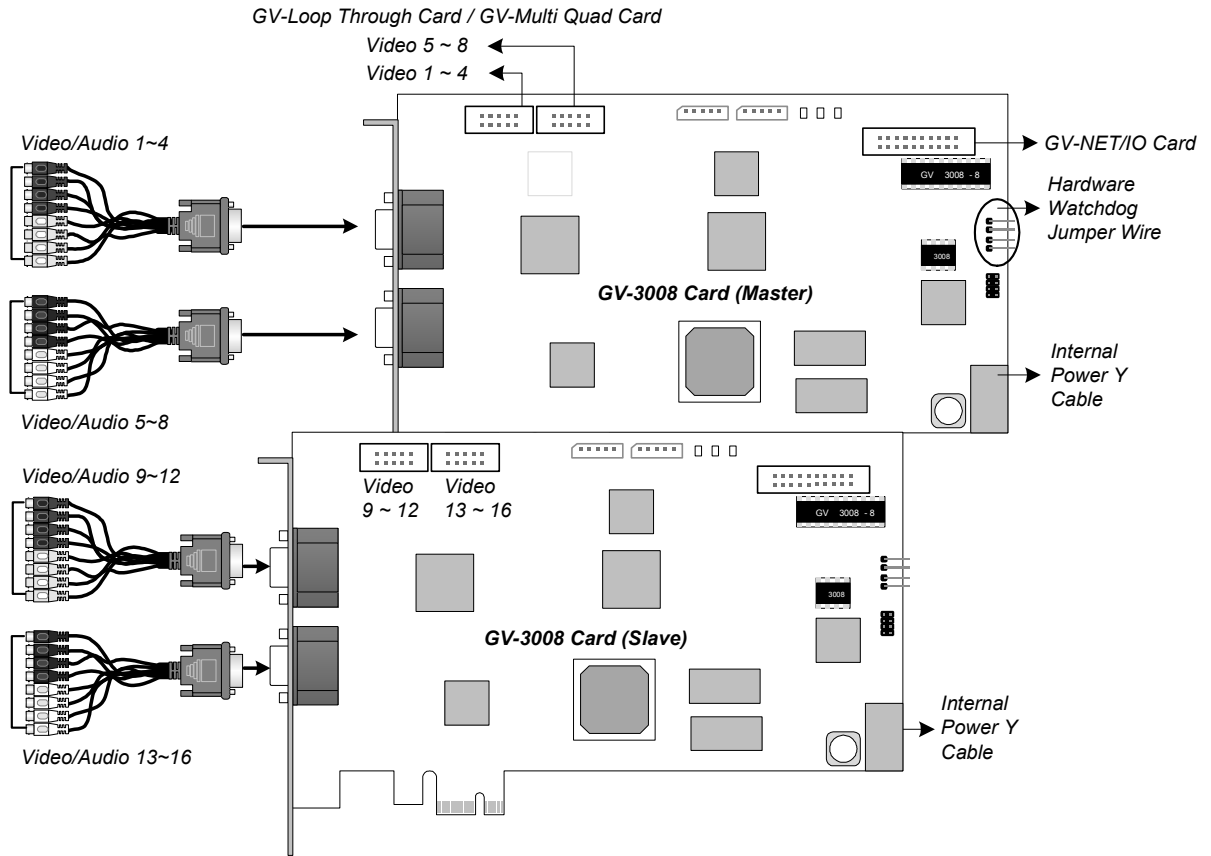 GV-Loop Through Card / GV-Multi Quad Card
Video 5 ~ 8
Video 1 ~ 4
Video/Audio 1~4
GV-NET/IO Card
GV 3008 - 8
Hardware
Watchdog
Jumper Wire
3008
GV-3008 Card (Master)
Video/Audio 5~8
Internal
Power Y
Cable
Video/Audio 9~12
Video
9 ~ 12
Video
13 ~ 16
GV 3008 - 8
3008
GV-3008 Card (Slave)
Video/Audio 13~16
Internal
Power Y
Cable